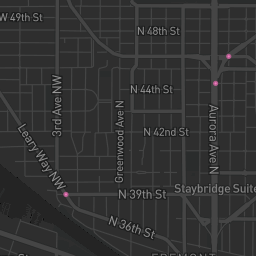 W 49th St
N 48th St
N 44th St
3rd Ave NW
Greenwood Ave N
Aurora Ave N
N 42nd St
Leary Way NW
Staybridge Suite
N 39th St
N 36th St
FREMONT